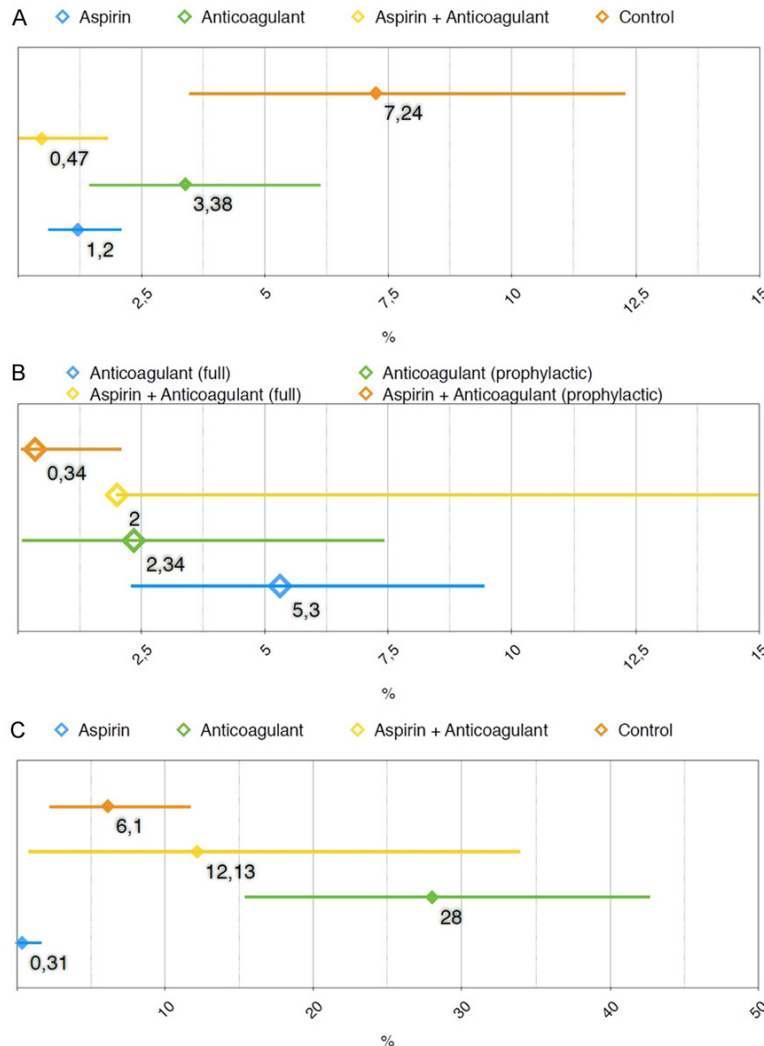 A
Aspirin Anticoagulant Aspirin + Anticoagulant Control
7,24
0,47
3,38
1,2
2,5 5 7,5 10 12,5 15
%
B
Anticoagulant (full) Anticoagulant (prophylactic)
Aspirin + Anticoagulant (full) Aspirin + Anticoagulant (prophylactic)
0,34
2
2,34
5,3
2,5 5 7,5 10 12,5 15
%
C
Aspirin Anticoagulant Aspirin + Anticoagulant Control
6,1
12,13
28
0,31
10 20 30 40 50
%